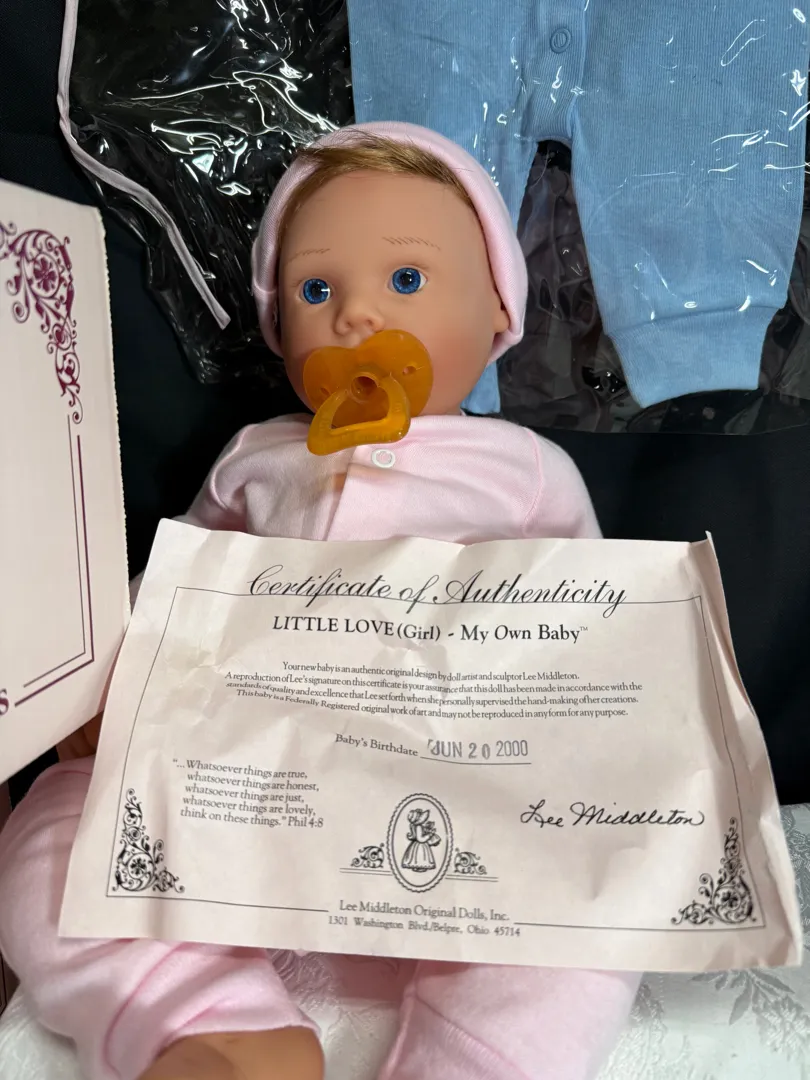 Certificate of Authenticity
LITTLE LOVE (Girl) - My Own Baby™
Your new baby is an authentic original design by doll artist and sculptor Lee Middleton.
A reproduction of Lee's signature on this certificate is your assurance that this doll has been made in accordance with the
standards of quality and excellence that Lee set forth when she personally supervised the hand-making of her creations.
This baby is a Federally Registered original work of art and may not be reproduced in any form for any purpose.
Baby's Birthdate JUN 20 2000
"... Whatsoever things are true,
whatsoever things are honest,
whatsoever things are just,
whatsoever things are lovely,
think on these things." Phil 4:8
Lee Middleton
Lee Middleton Original Dolls, Inc.
1301 Washington Blvd./Belpre, Ohio 45714